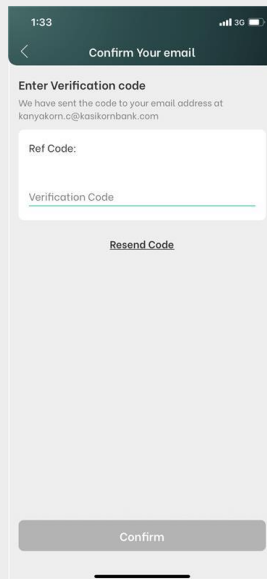 1:33
3G
Confirm Your email
Enter Verification code
We have sent the code to your email address at
kanyakorn.c@kasikornbank.com
Ref Code:
Verification Code
Resend Code
Confirm